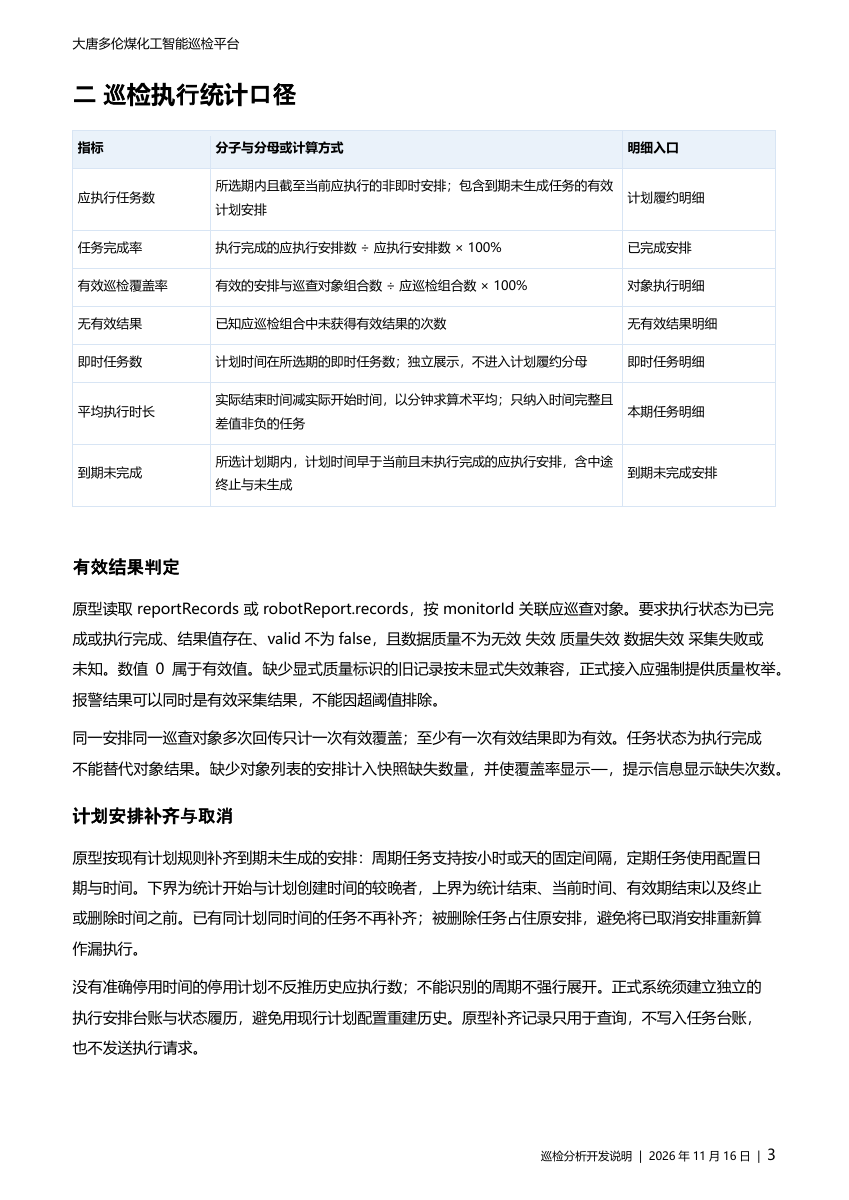 大唐多伦煤化工智能巡检平台
二 巡检执行统计口径
指标 分子与分母或计算方式 明细入口
应执行任务数 所选期内且截至当前应执行的非即时安排；包含到期未生成任务的有效
计划安排 计划履约明细
任务完成率 执行完成的应执行安排数 ÷ 应执行安排数 × 100% 已完成安排
有效巡检覆盖率 有效的安排与巡查对象组合数 ÷ 应巡检组合数 × 100% 对象执行明细
无有效结果 已知应巡检组合中未获得有效结果的次数 无有效结果明细
即时任务数 计划时间在所选期的即时任务数；独立展示，不进入计划履约分母 即时任务明细
平均执行时长 实际结束时间减实际开始时间，以分钟求算术平均；只纳入时间完整且
差值非负的任务 本期任务明细
到期未完成 所选计划期内，计划时间早于当前且未执行完成的应执行安排，含中途
终止与未生成 到期未完成安排
有效结果判定
原型读取 reportRecords 或 robotReport.records，按 monitorId 关联应巡查对象。要求执行状态为已完
成或执行完成、结果值存在、valid 不为 false，且数据质量不为无效 失效 质量失效 数据失效 采集失败或
未知。数值 0 属于有效值。缺少显式质量标识的旧记录按未显式失效兼容，正式接入应强制提供质量枚举。
报警结果可以同时是有效采集结果，不能因超阈值排除。
同一安排同一巡查对象多次回传只计一次有效覆盖；至少有一次有效结果即为有效。任务状态为执行完成
不能替代对象结果。缺少对象列表的安排计入快照缺失数量，并使覆盖率显示—，提示信息显示缺失次数。
计划安排补齐与取消
原型按现有计划规则补齐到期未生成的安排：周期任务支持按小时或天的固定间隔，定期任务使用配置日
期与时间。下界为统计开始与计划创建时间的较晚者，上界为统计结束、当前时间、有效期结束以及终止
或删除时间之前。已有同计划同时间的任务不再补齐；被删除任务占住原安排，避免将已取消安排重新算
作漏执行。
没有准确停用时间的停用计划不反推历史应执行数；不能识别的周期不强行展开。正式系统须建立独立的
执行安排台账与状态履历，避免用现行计划配置重建历史。原型补齐记录只用于查询，不写入任务台账，
也不发送执行请求。
巡检分析开发说明 | 2026 年 11 月 16 日 | 3